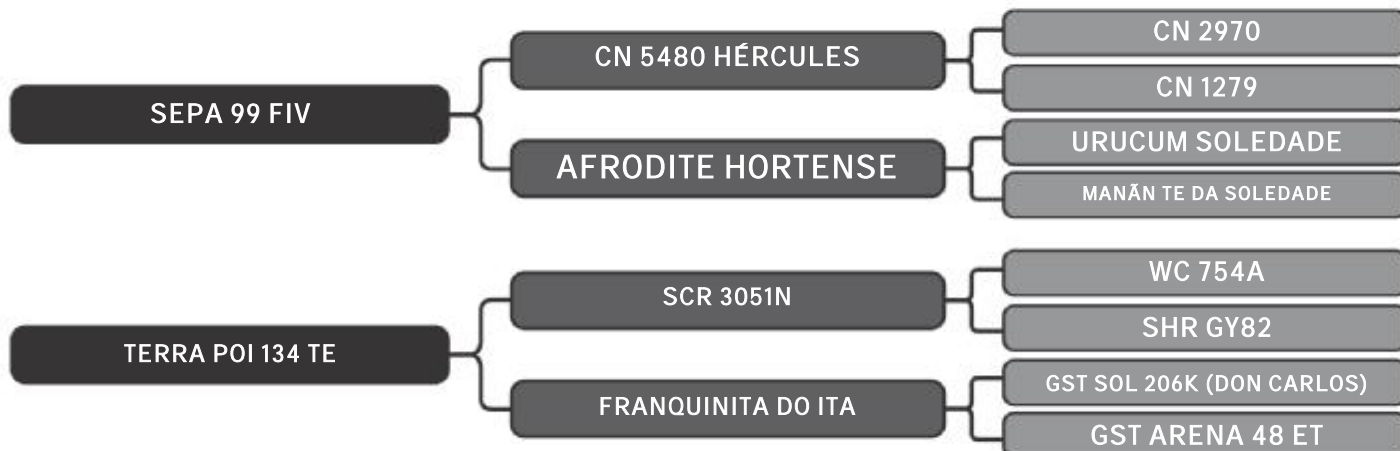 CN 2970
CN 5480 HÉRCULES
CN 1279
SEPA 99 FIV
URUCUM SOLEDADE
AFRODITE HORTENSE
MANÃN TE DA SOLEDADE
WC 754A
SCR 3051N
SHR GY82
TERRA POI 134 TE
GST SOL 206K (DON CARLOS)
FRANQUINITA DO ITA
GST ARENA 48 ET